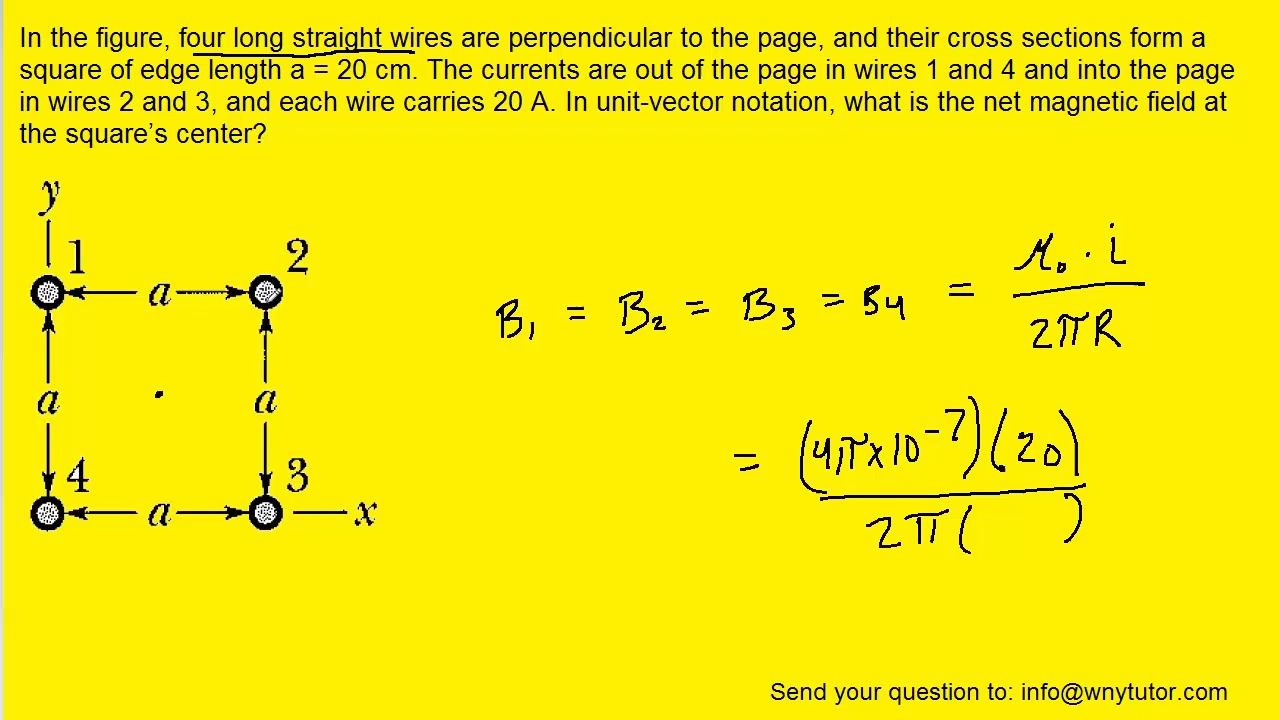 In the figure, four long straight wires are perpendicular to the page, and their cross sections form a
square of edge length a = 20 cm. The currents are out of the page in wires 1 and 4 and into the page
in wires 2 and 3, and each wire carries 20 A. In unit-vector notation, what is the net magnetic field at
the square's center?
y
1
2
a
a
a
4
3
a
x
B₁ = B₂ = B₃ = B4 = μ₀ · i / 2πR
= (4π×10⁻⁷)(20) / 2π( )
Send your question to: info@wnytutor.com